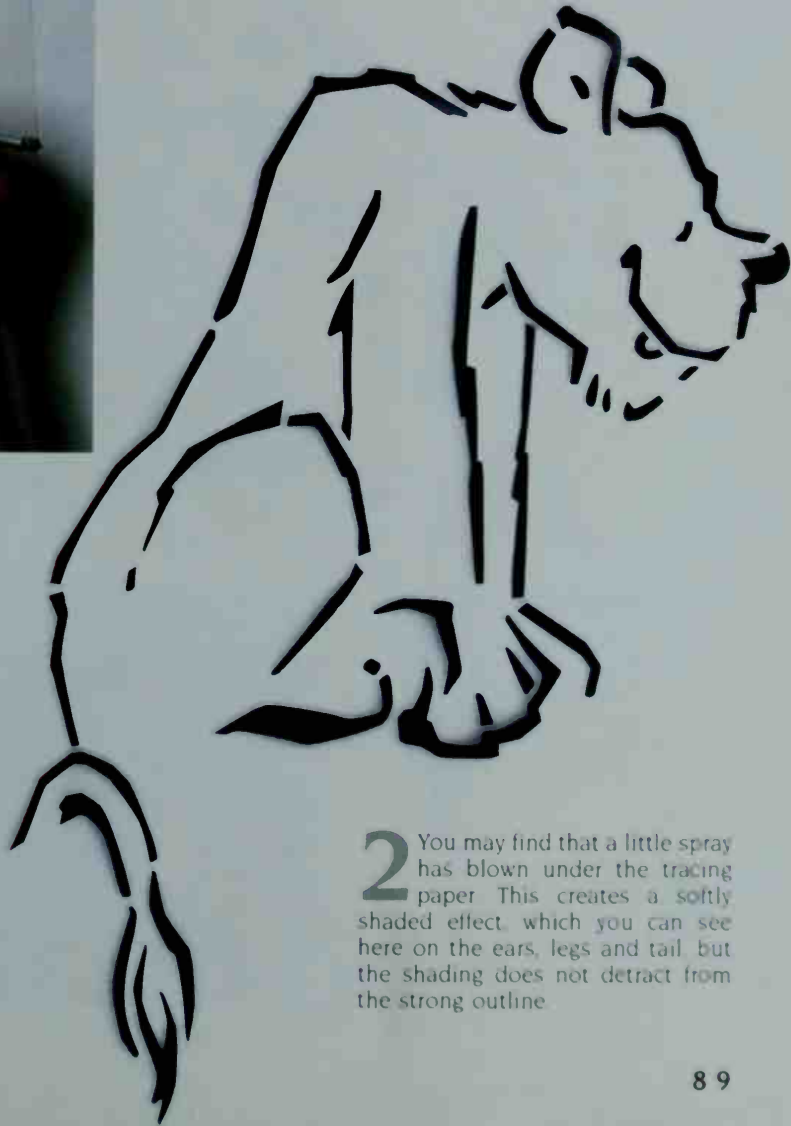 2 You may find that a little spray
has blown under the tracing
paper This creates a softly
shaded effect, which you can see
here on the ears, legs and tail, but
the shading does not detract from
the strong outline
89